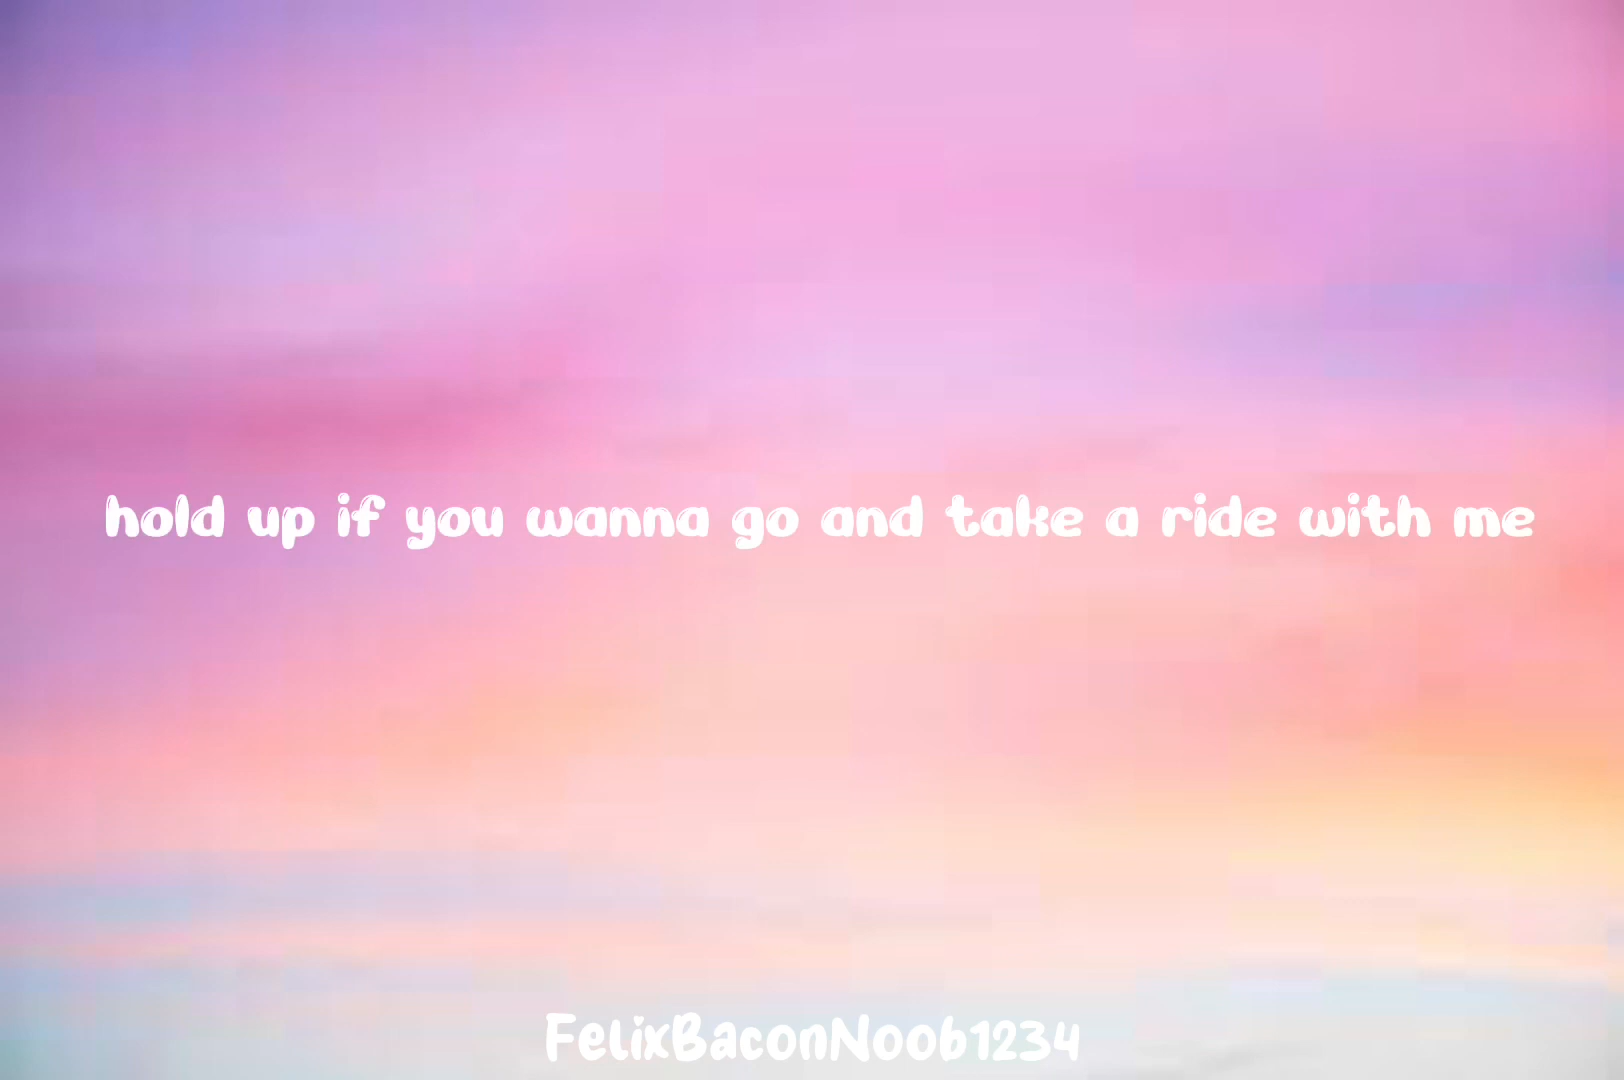 hold up if you wanna go and take a ride with me
FelixBaconNoob1234